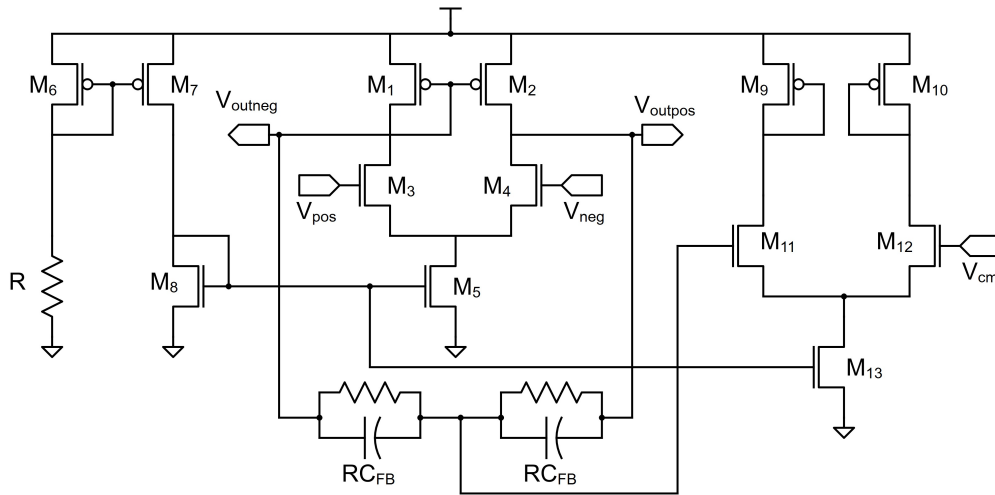 M6
M7
M1
M2
M9
M10
Voutneg
Voutpos
M3
M4
Vpos
Vneg
M11
M12
Vcm
R
M8
M5
M13
RCFB
RCFB